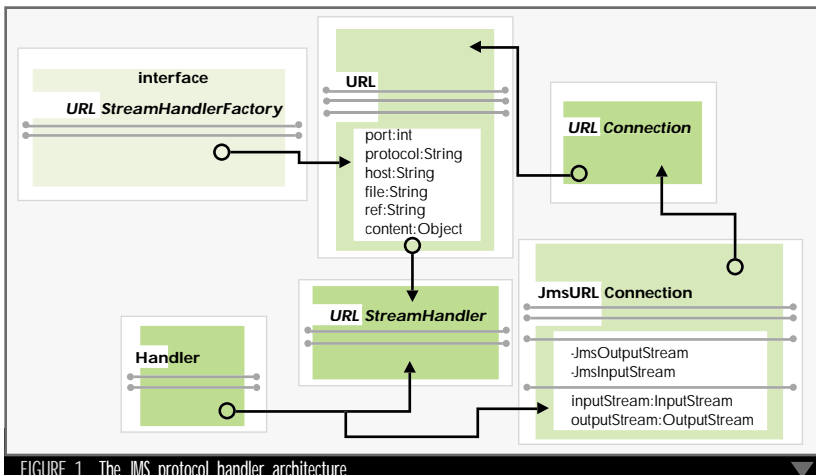 interface
URL StreamHandlerFactory
URL
port:int
protocol:String
host:String
file:String
ref:String
content:Object
URL Connection
JmsURL Connection
-JmsOutputStream
-JmsInputStream
inputStream:InputStream
outputStream:OutputStream
URL StreamHandler
Handler
FIGURE 1 The JMS protocol handler architecture